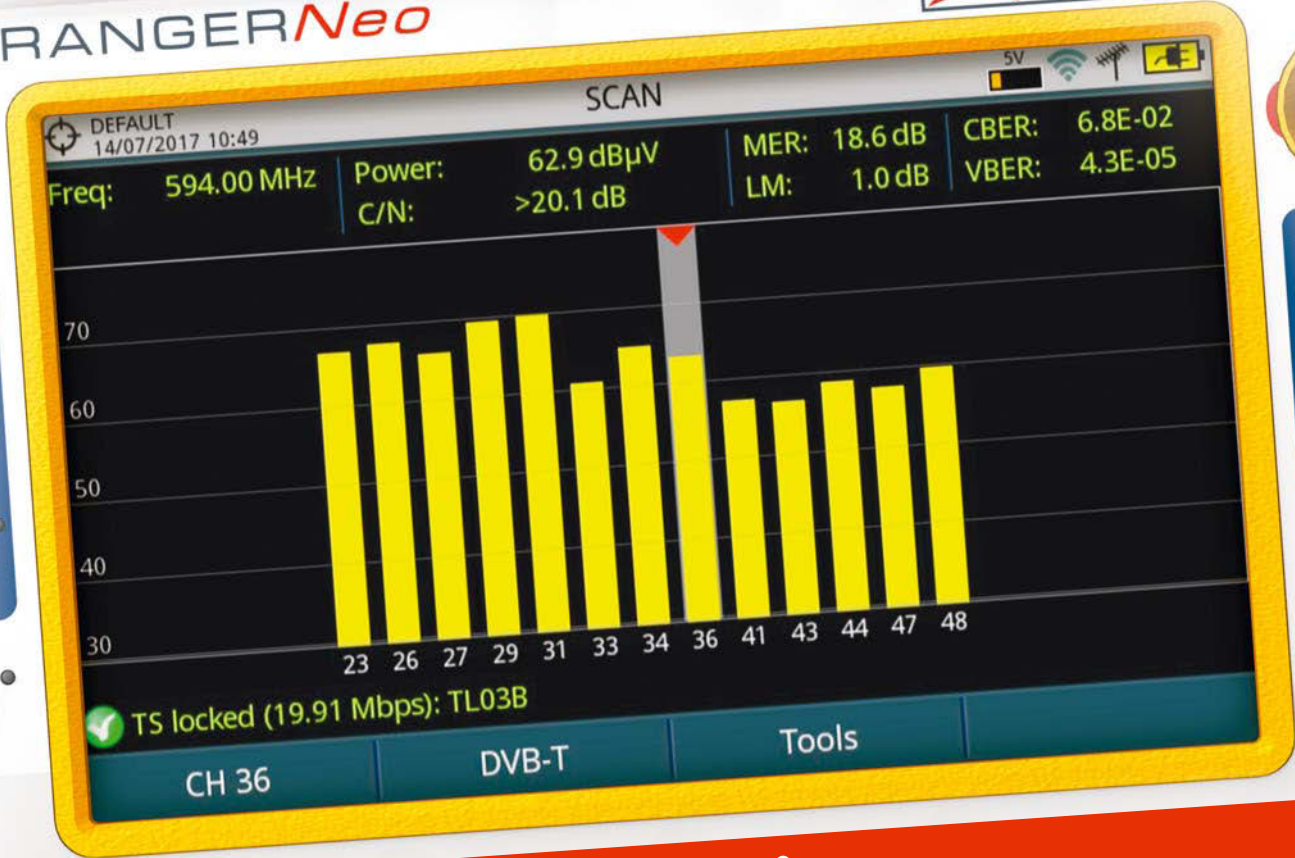 RANGERNeo
DEFAULT
14/07/2017 10:49
SCAN
5V
Freq: 594.00 MHz
Power: 62.9 dBµV
C/N: >20.1 dB
MER: 18.6 dB
LM: 1.0 dB
CBER: 6.8E-02
VBER: 4.3E-05
70
60
50
40
30
23 26 27 29 31 33 34 36 41 43 44 47 48
TS locked (19.91 Mbps): TL03B
CH 36 DVB-T Tools